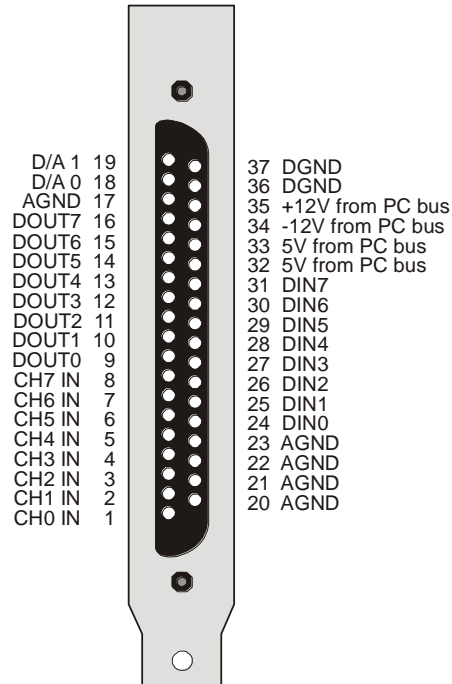 D/A 1 19
D/A 0 18
AGND 17
DOUT7 16
DOUT6 15
DOUT5 14
DOUT4 13
DOUT3 12
DOUT2 11
DOUT1 10
DOUT0 9
CH7 IN 8
CH6 IN 7
CH5 IN 6
CH4 IN 5
CH3 IN 4
CH2 IN 3
CH1 IN 2
CH0 IN 1
37 DGND
36 DGND
35 +12V from PC bus
34 -12V from PC bus
33 5V from PC bus
32 5V from PC bus
31 DIN7
30 DIN6
29 DIN5
28 DIN4
27 DIN3
26 DIN2
25 DIN1
24 DIN0
23 AGND
22 AGND
21 AGND
20 AGND